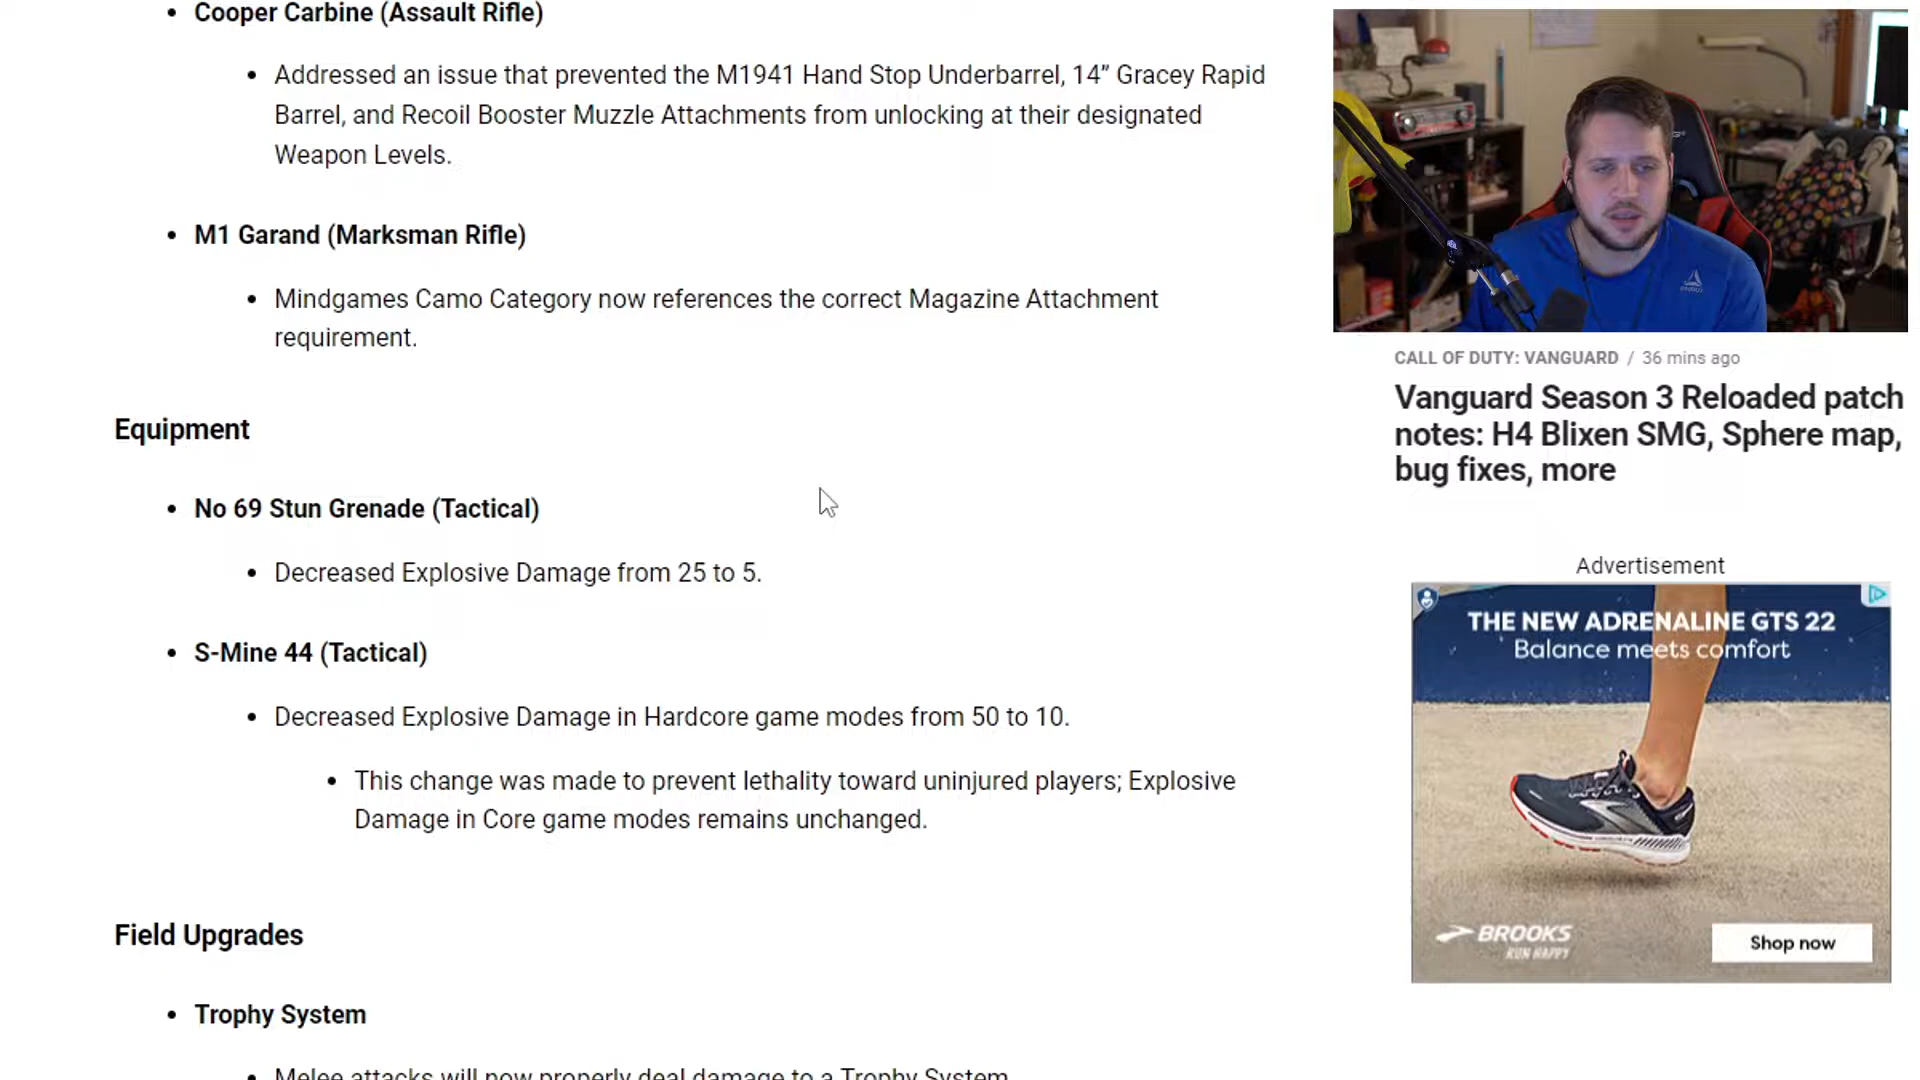 Cooper Carbine (Assault Rifle)
Addressed an issue that prevented the M1941 Hand Stop Underbarrel, 14” Gracey Rapid
Barrel, and Recoil Booster Muzzle Attachments from unlocking at their designated
Weapon Levels.
M1 Garand (Marksman Rifle)
Mindgames Camo Category now references the correct Magazine Attachment
requirement.
Equipment
No 69 Stun Grenade (Tactical)
Decreased Explosive Damage from 25 to 5.
S-Mine 44 (Tactical)
Decreased Explosive Damage in Hardcore game modes from 50 to 10.
This change was made to prevent lethality toward uninjured players; Explosive
Damage in Core game modes remains unchanged.
Field Upgrades
Trophy System
Melee attacks will now properly deal damage to a Trophy System
CALL OF DUTY: VANGUARD / 36 mins ago
Vanguard Season 3 Reloaded patch
notes: H4 Blixen SMG, Sphere map,
bug fixes, more
Advertisement
THE NEW ADRENALINE GTS 22
Balance meets comfort
BROOKS
RUN HAPPY
Shop now